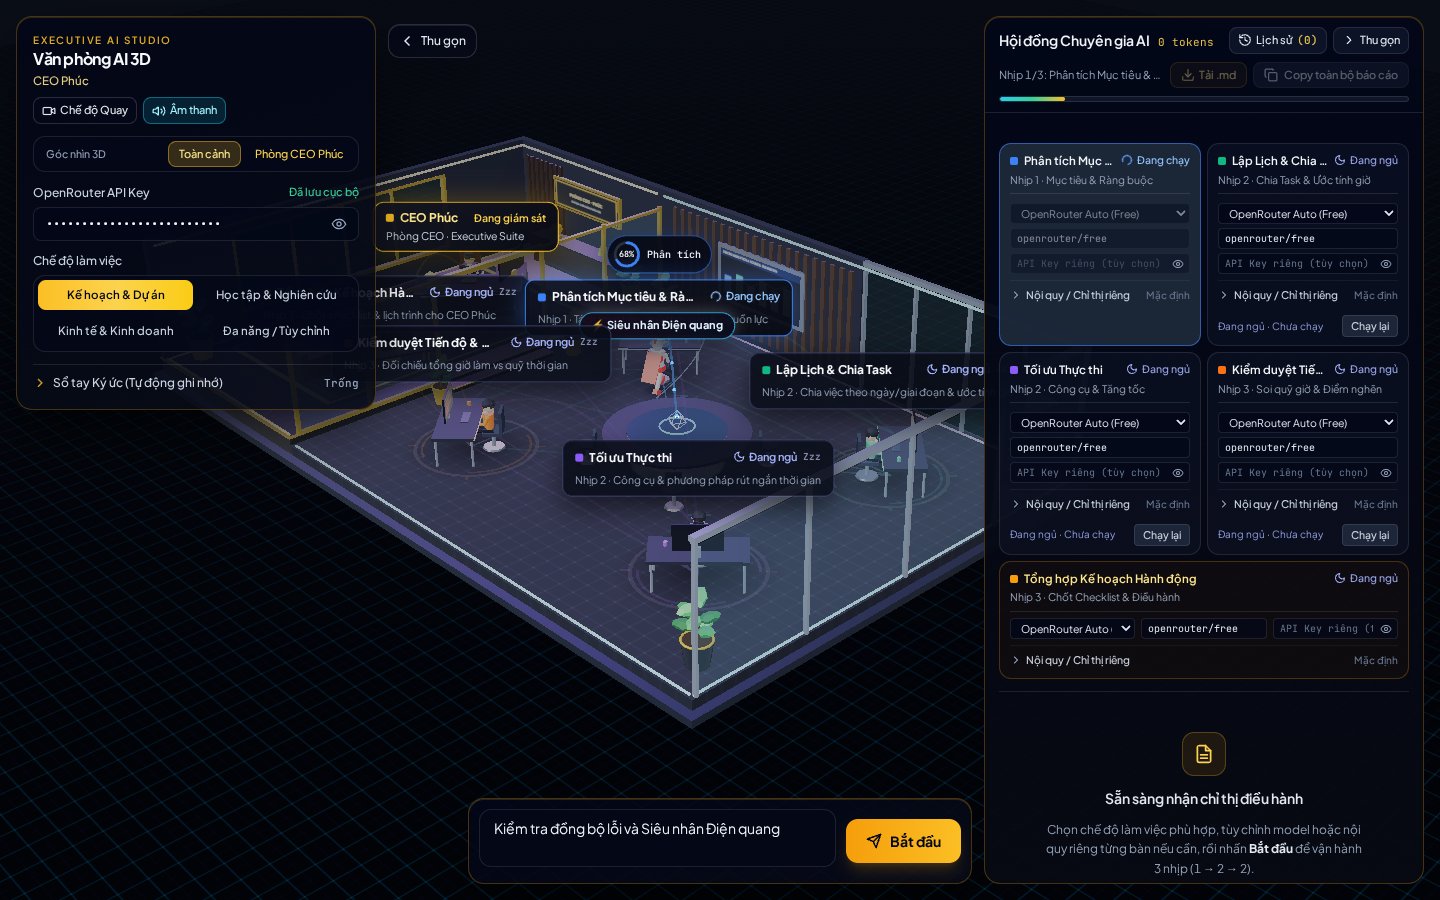 EXECUTIVE AI STUDIO
Văn phòng AI 3D
CEO Phúc
Chế độ Quay
Âm thanh
Góc nhìn 3D
Toàn cảnh
Phòng CEO Phúc
OpenRouter API Key
Đã lưu cục bộ
Chế độ làm việc
Kế hoạch & Dự án
Học tập & Nghiên cứu
Kinh tế & Kinh doanh
Đa năng / Tùy chỉnh
Sổ tay Ký ức (Tự động ghi nhớ)
Trống
Thu gọn
CEO Phúc
Đang giám sát
Phòng CEO · Executive Suite
68%
Phân tích
Đang ngủ
Zzz
& lịch trình cho CEO Phúc
Phân tích Mục tiêu & Rà...
Đang chạy
Nhịp 1 ·
⚡ Siêu nhân Điện quang
Kiểm duyệt Tiến độ & ...
Đang ngủ
Zzz
Nhịp 3 · Đối chiếu tổng giờ làm vs quỹ thời gian
Lập Lịch & Chia Task
Nhịp 2 · Chia việc theo ngày/giai đoạn & ước
Tối ưu Thực thi
Đang ngủ
Zzz
Nhịp 2 · Công cụ & phương pháp rút ngắn thời gian
Kiểm tra đồng bộ lỗi và Siêu nhân Điện quang
Bắt đầu
Hội đồng Chuyên gia AI
0 tokens
Lịch sử (0)
Thu gọn
Nhịp 1/3: Phân tích Mục tiêu & ...
Tải .md
Copy toàn bộ báo cáo
Phân tích Mục ...
Đang chạy
Nhịp 1 · Mục tiêu & Ràng buộc
OpenRouter Auto (Free)
openrouter/free
API Key riêng (tùy chọn)
Nội quy / Chỉ thị riêng
Mặc định
Lập Lịch & Chia ...
Đang ngủ
Nhịp 2 · Chia Task & Ước tính giờ
OpenRouter Auto (Free)
openrouter/free
API Key riêng (tùy chọn)
Nội quy / Chỉ thị riêng
Mặc định
Đang ngủ · Chưa chạy
Chạy lại
Tối ưu Thực thi
Đang ngủ
Nhịp 2 · Công cụ & Tăng tốc
OpenRouter Auto (Free)
openrouter/free
API Key riêng (tùy chọn)
Nội quy / Chỉ thị riêng
Mặc định
Đang ngủ · Chưa chạy
Chạy lại
Kiểm duyệt Tiế...
Đang ngủ
Nhịp 3 · Soi quỹ giờ & Điểm nghẽn
OpenRouter Auto (Free)
openrouter/free
API Key riêng (tùy chọn)
Nội quy / Chỉ thị riêng
Mặc định
Đang ngủ · Chưa chạy
Chạy lại
Tổng hợp Kế hoạch Hành động
Đang ngủ
Nhịp 3 · Chốt Checklist & Điều hành
OpenRouter Auto
openrouter/free
API Key riêng
Nội quy / Chỉ thị riêng
Mặc định
Sẵn sàng nhận chỉ thị điều hành
Chọn chế độ làm việc phù hợp, tùy chỉnh model hoặc nội
quy riêng từng bàn nếu cần, rồi nhấn Bắt đầu để vận hành
3 nhịp (1 → 2 → 2).